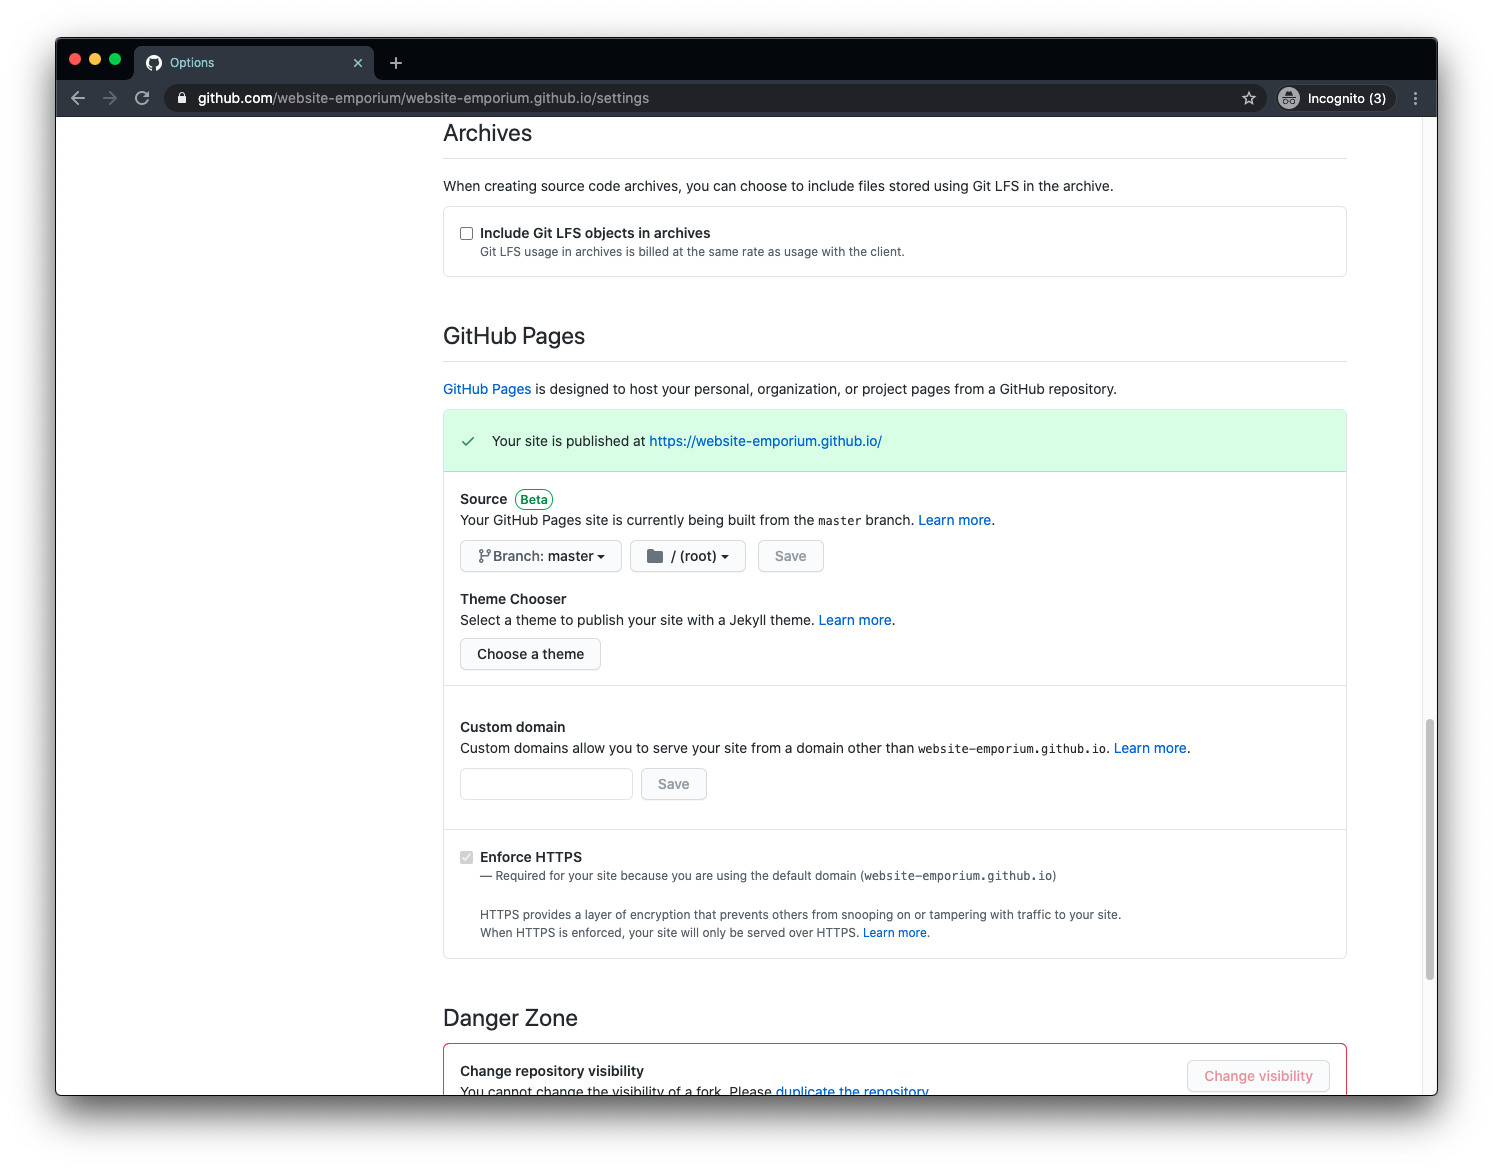 Options
github.com/website-emporium/website-emporium.github.io/settings
Incognito (3)
Archives
When creating source code archives, you can choose to include files stored using Git LFS in the archive.
Include Git LFS objects in archives
Git LFS usage in archives is billed at the same rate as usage with the client.
GitHub Pages
GitHub Pages is designed to host your personal, organization, or project pages from a GitHub repository.
Your site is published at https://website-emporium.github.io/
Source Beta
Your GitHub Pages site is currently being built from the master branch. Learn more.
Branch: master / (root) Save
Theme Chooser
Select a theme to publish your site with a Jekyll theme. Learn more.
Choose a theme
Custom domain
Custom domains allow you to serve your site from a domain other than website-emporium.github.io. Learn more.
Save
Enforce HTTPS
— Required for your site because you are using the default domain (website-emporium.github.io)
HTTPS provides a layer of encryption that prevents others from snooping on or tampering with traffic to your site.
When HTTPS is enforced, your site will only be served over HTTPS. Learn more.
Danger Zone
Change repository visibility
Change visibility
You cannot change the visibility of a fork. Please duplicate the repository